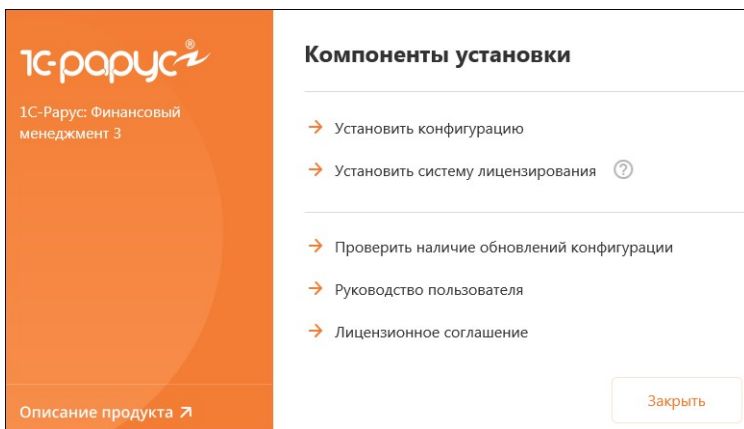 1С-рарус®
1С-Рарус: Финансовый
менеджмент 3
Описание продукта
Компоненты установки
Установить конфигурацию
Установить систему лицензирования ?
Проверить наличие обновлений конфигурации
Руководство пользователя
Лицензионное соглашение
Закрыть